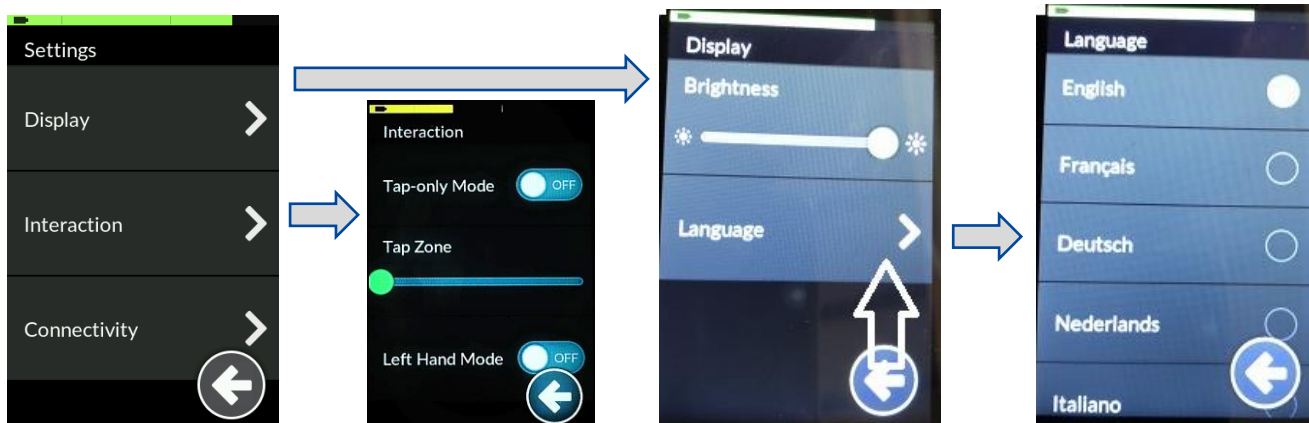 Settings
Display
Interaction
Connectivity
Interaction
Tap-only Mode OFF
Tap Zone
Left Hand Mode OFF
Display
Brightness
Language
Language
English
Français
Deutsch
Nederlands
Italiano